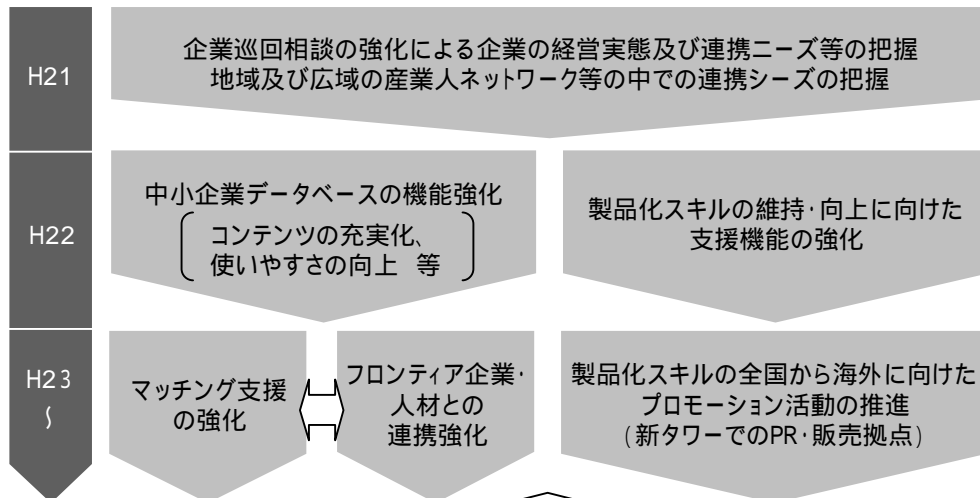 H21
企業巡回相談の強化による企業の経営実態及び連携ニーズ等の把握
地域及び広域の産業人ネットワーク等の中での連携シーズの把握
H22
中小企業データベースの機能強化
コンテンツの充実化、
使いやすさの向上 等
製品化スキルの維持・向上に向けた
支援機能の強化
H23
～
マッチング支援
の強化
フロンティア企業・
人材との
連携強化
製品化スキルの全国から海外に向けた
プロモーション活動の推進
(新タワーでのPR・販売拠点)